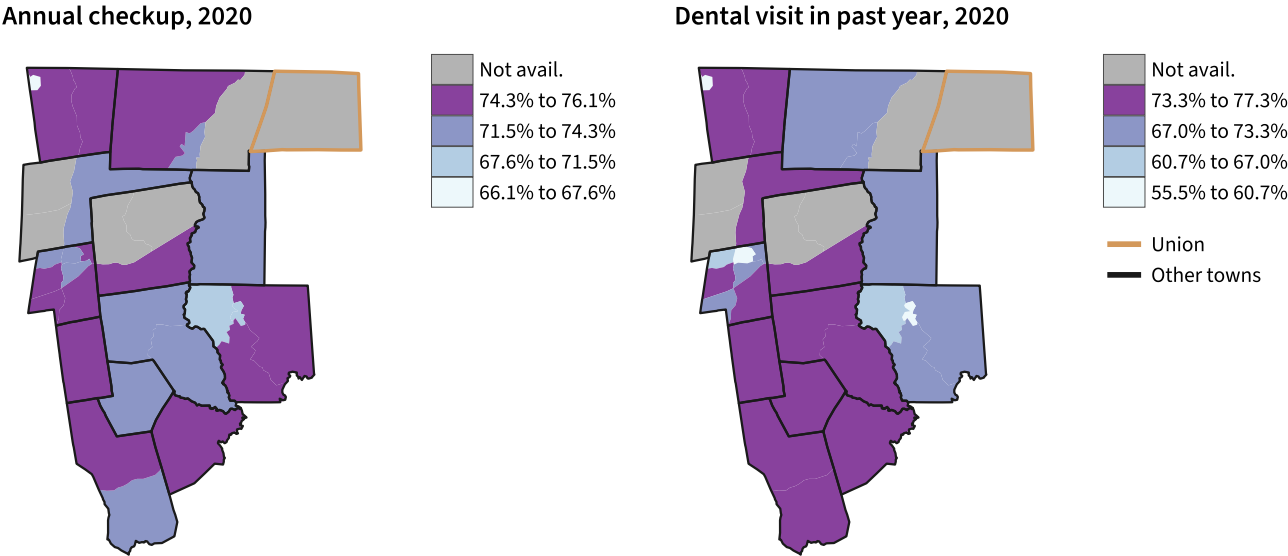 Annual checkup, 2020
Not avail.
74.3% to 76.1%
71.5% to 74.3%
67.6% to 71.5%
66.1% to 67.6%
Dental visit in past year, 2020
Not avail.
73.3% to 77.3%
67.0% to 73.3%
60.7% to 67.0%
55.5% to 60.7%
Union
Other towns